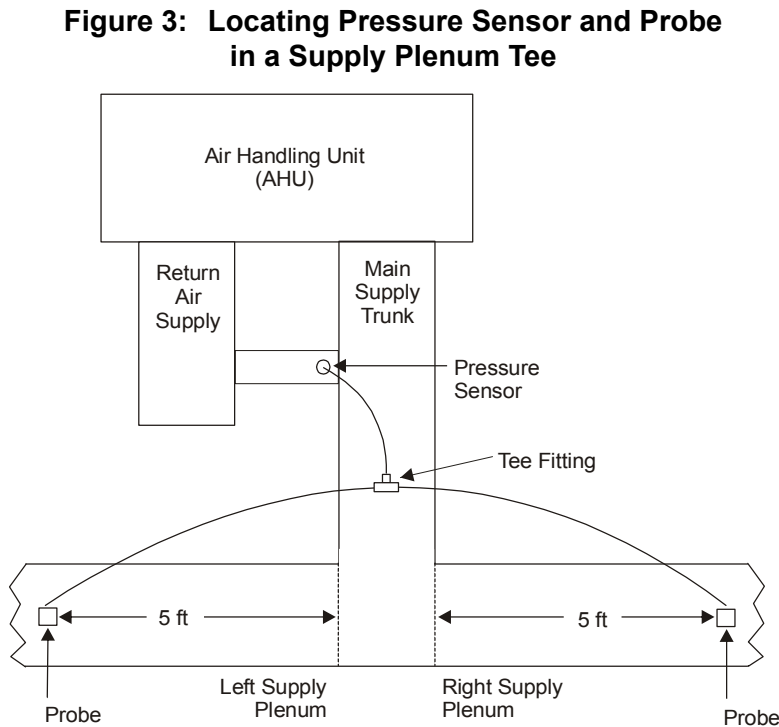 Figure 3: Locating Pressure Sensor and Probe
in a Supply Plenum Tee
Air Handling Unit
(AHU)
Return
Air
Supply
Main
Supply
Trunk
Pressure
Sensor
Tee Fitting
5 ft
5 ft
Probe
Left Supply
Plenum
Right Supply
Plenum
Probe